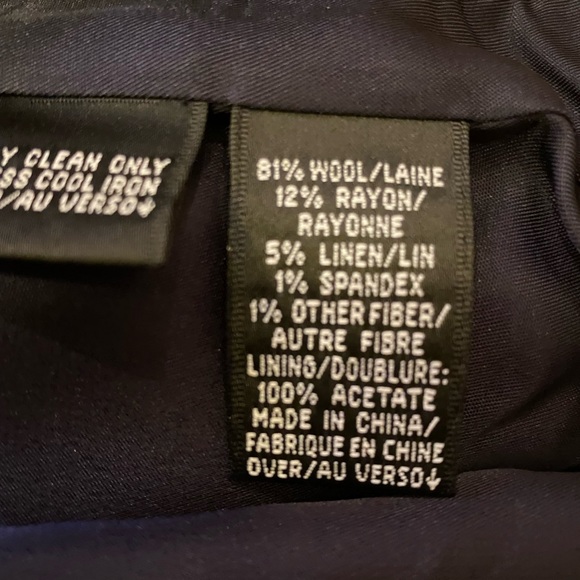 Y CLEAN ONLY
SS COOL IRON
/AU VERSO↓
81% WOOL/LAINE
12% RAYON/
RAYONNE
5% LINEN/LIN
1% SPANDEX
1% OTHER FIBER/
AUTRE FIBRE
LINING/DOUBLURE:
100% ACETATE
MADE IN CHINA/
FABRIQUE EN CHINE
OVER/AU VERSO↓